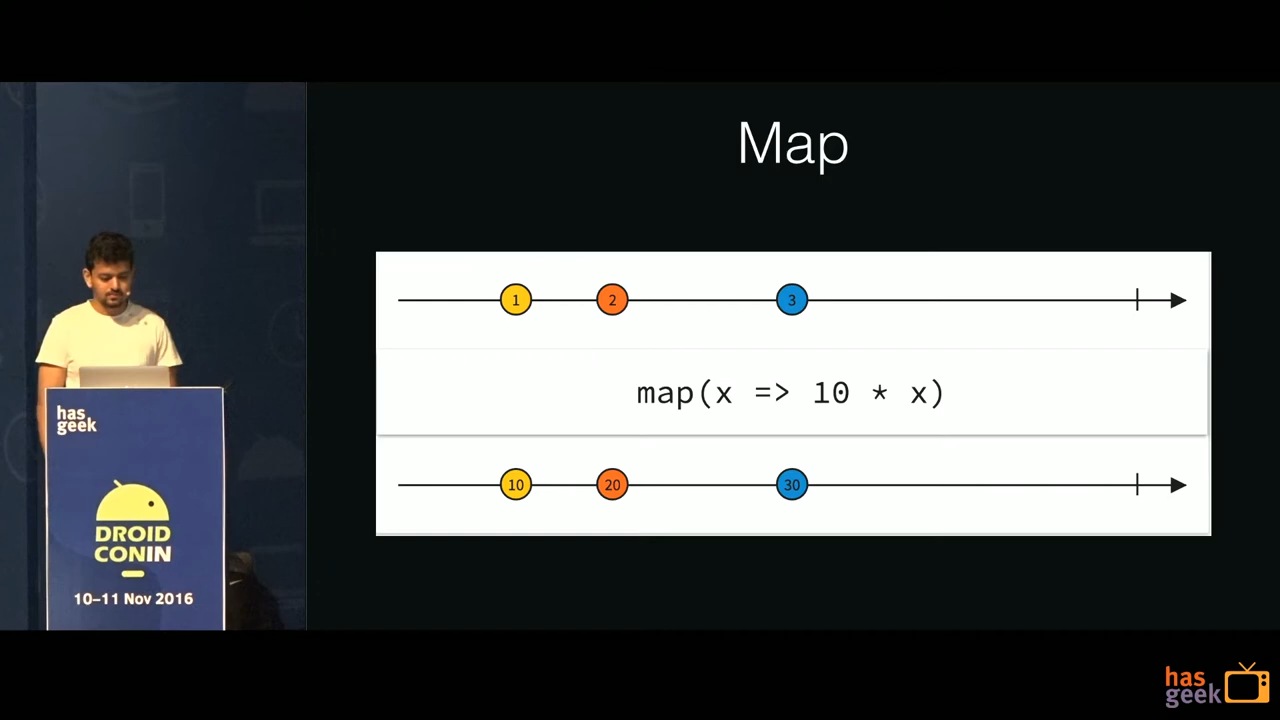 Map
1 2 3
map(x => 10 * x)
10 20 30
has
geek
DROID
CONIN
10–11 Nov 2016
has
geek